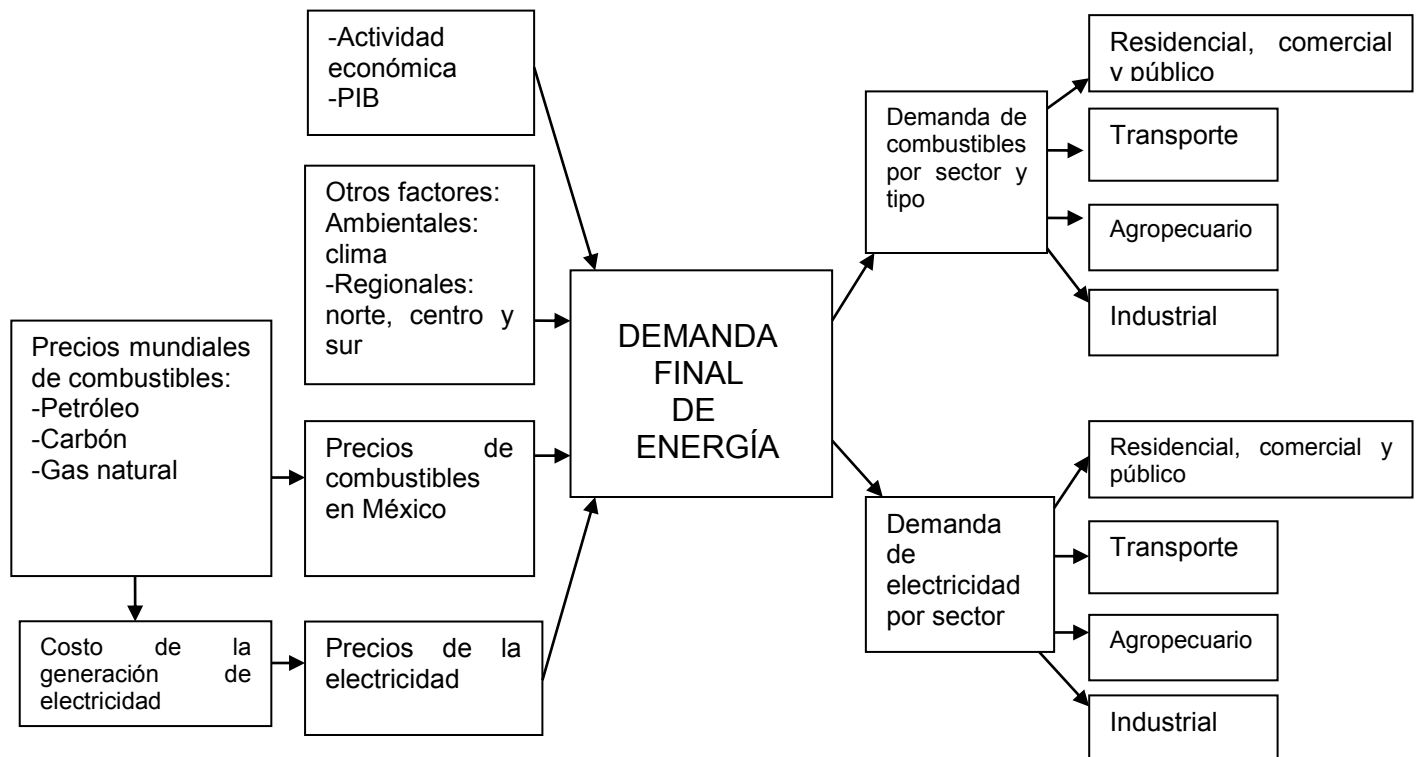 -Actividad
económica
-PIB
Otros factores:
Ambientales:
clima
-Regionales:
norte, centro y
sur
Precios mundiales
de combustibles:
-Petróleo
-Carbón
-Gas natural
Precios de
combustibles
en México
Costo de la
generación de
electricidad
Precios de la
electricidad
DEMANDA
FINAL
DE
ENERGÍA
Demanda de
combustibles
por sector y
tipo
Residencial, comercial
y público
Transporte
Agropecuario
Industrial
Demanda
de
electricidad
por sector
Residencial, comercial y
público
Transporte
Agropecuario
Industrial